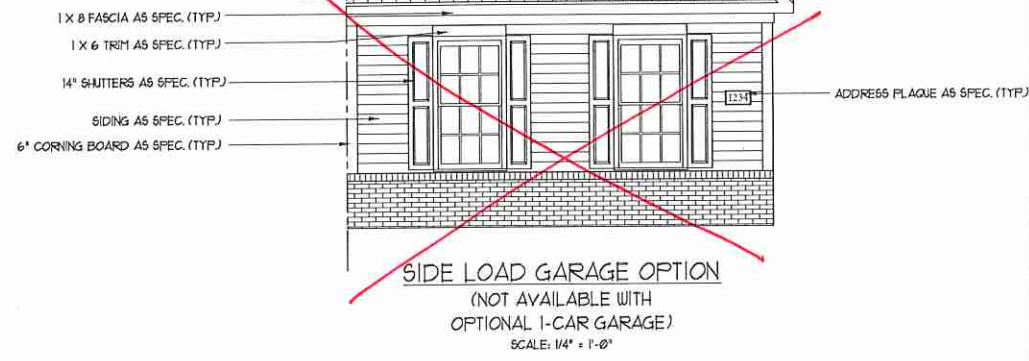 1 X 8 FASCIA AS SPEC. (TYP.)
1 X 6 TRIM AS SPEC. (TYP.)
14" SHUTTERS AS SPEC. (TYP.)
SIDING AS SPEC. (TYP.)
6" CORNING BOARD AS SPEC. (TYP.)
1234
ADDRESS PLAQUE AS SPEC. (TYP.)
SIDE LOAD GARAGE OPTION
(NOT AVAILABLE WITH
OPTIONAL 1-CAR GARAGE)
SCALE: 1/4" = 1'-0"